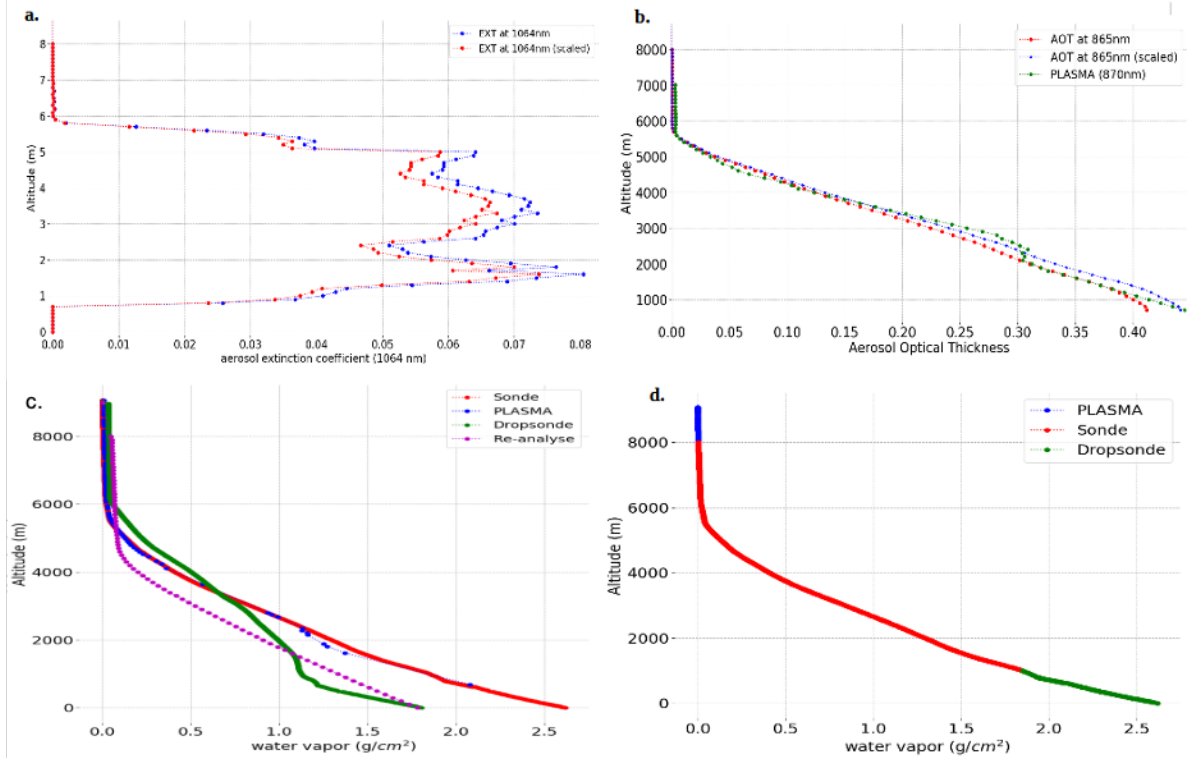 a.
EXT at 1064nm
EXT at 1064nm (scaled)
8
7
6
5
4
3
2
1
0
Altitude (m)
0.00 0.01 0.02 0.03 0.04 0.05 0.06 0.07 0.08
aerosol extinction coefficient (1064 nm)
b.
AOT at 865nm
AOT at 865nm (scaled)
PLASMA (870nm)
8000
7000
6000
5000
4000
3000
2000
1000
Altitude (m)
0.00 0.05 0.10 0.15 0.20 0.25 0.30 0.35 0.40
Aerosol Optical Thickness
c.
Sonde
PLASMA
Dropsonde
Re-analyse
8000
6000
4000
2000
0
Altitude (m)
0.0 0.5 1.0 1.5 2.0 2.5
water vapor (g/cm²)
d.
PLASMA
Sonde
Dropsonde
8000
6000
4000
2000
0
Altitude (m)
0.0 0.5 1.0 1.5 2.0 2.5
water vapor (g/cm²)